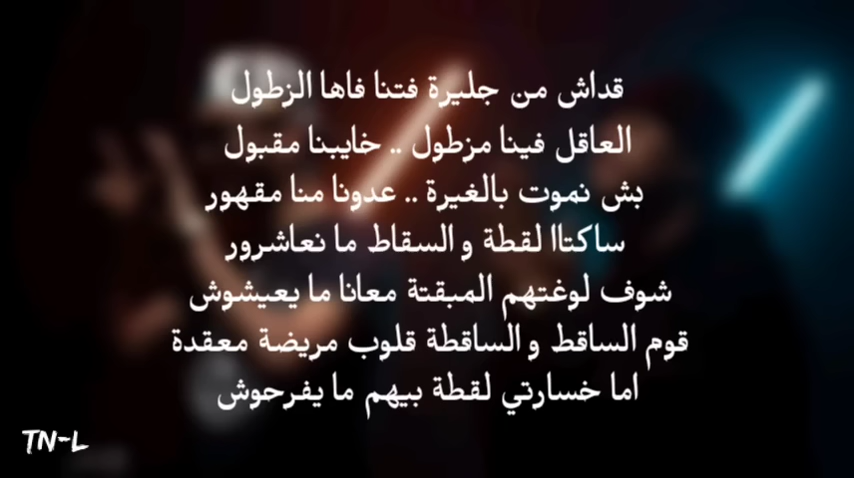 قداش من جليرة فتنا فاها الزطول
العاقل فينا مزطول .. خايبنا مقبول
بش نموت بالغيرة .. عدونا منا مقهور
ساكتاا لقطة و السقاط ما نعاشرور
شوف لوغتهم المبقتة معانا ما يعيشوش
قوم الساقط و الساقطة قلوب مريضة معقدة
اما خسارتي لقطة بيهم ما يفرحوش
TN-L